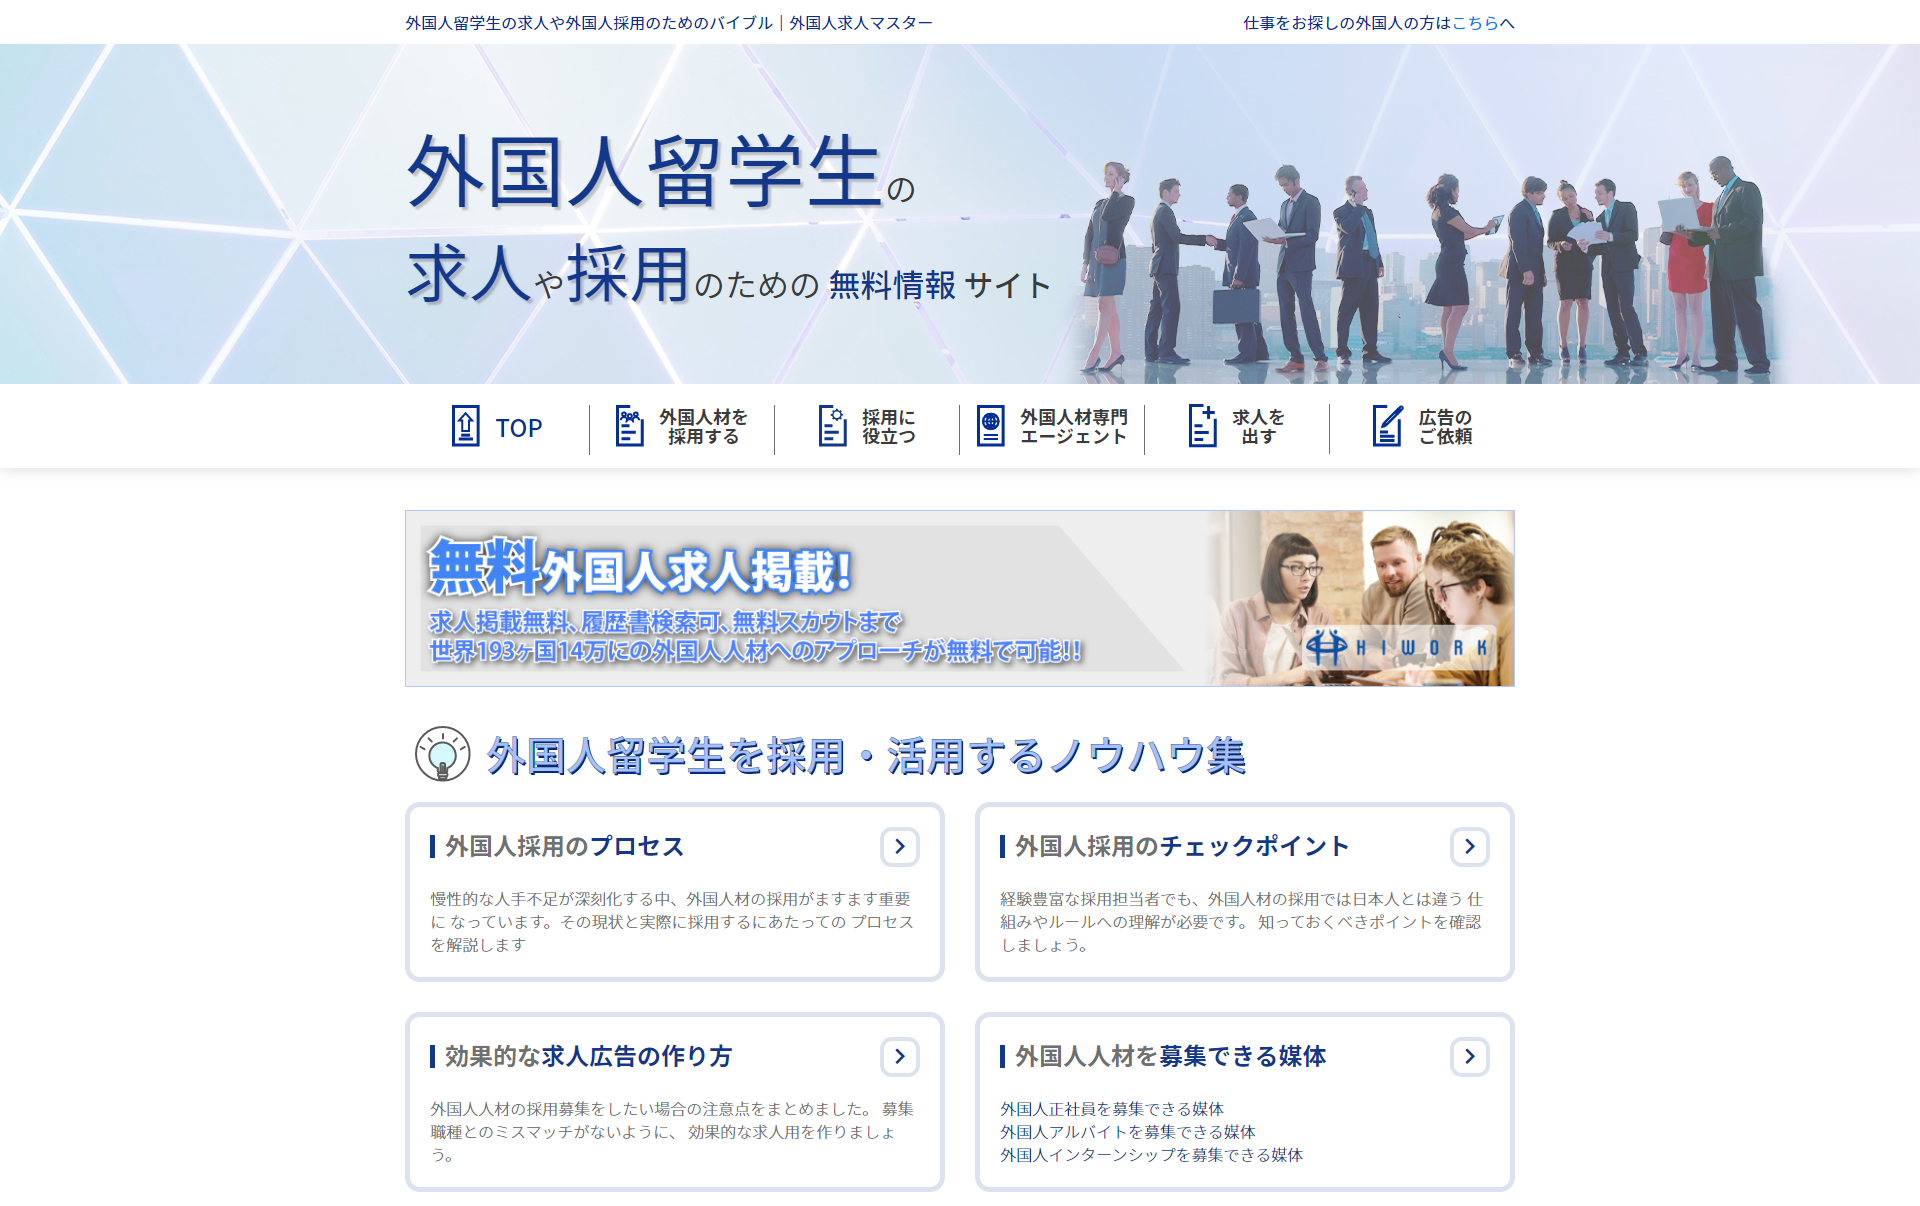 外国人留学生の求人や外国人採用のためのバイブル｜外国人求人マスター
仕事をお探しの外国人の方はこちらへ
外国人留学生の
求人や採用のための 無料情報 サイト
TOP
外国人材を
採用する
採用に
役立つ
外国人材専門
エージェント
求人を
出す
広告の
ご依頼
無料外国人求人掲載!
求人掲載無料、履歴書検索可、無料スカウトまで
世界193ヶ国14万にの外国人人材へのアプローチが無料で可能!!
HIWORK
外国人留学生を採用・活用するノウハウ集
外国人採用のプロセス
慢性的な人手不足が深刻化する中、外国人材の採用がますます重要
に なっています。その現状と実際に採用するにあたっての プロセス
を解説します
外国人採用のチェックポイント
経験豊富な採用担当者でも、外国人材の採用では日本人とは違う 仕
組みやルールへの理解が必要です。 知っておくべきポイントを確認
しましょう。
効果的な求人広告の作り方
外国人人材の採用募集をしたい場合の注意点をまとめました。 募集
職種とのミスマッチがないように、 効果的な求人用を作りましょ
う。
外国人人材を募集できる媒体
外国人正社員を募集できる媒体
外国人アルバイトを募集できる媒体
外国人インターンシップを募集できる媒体